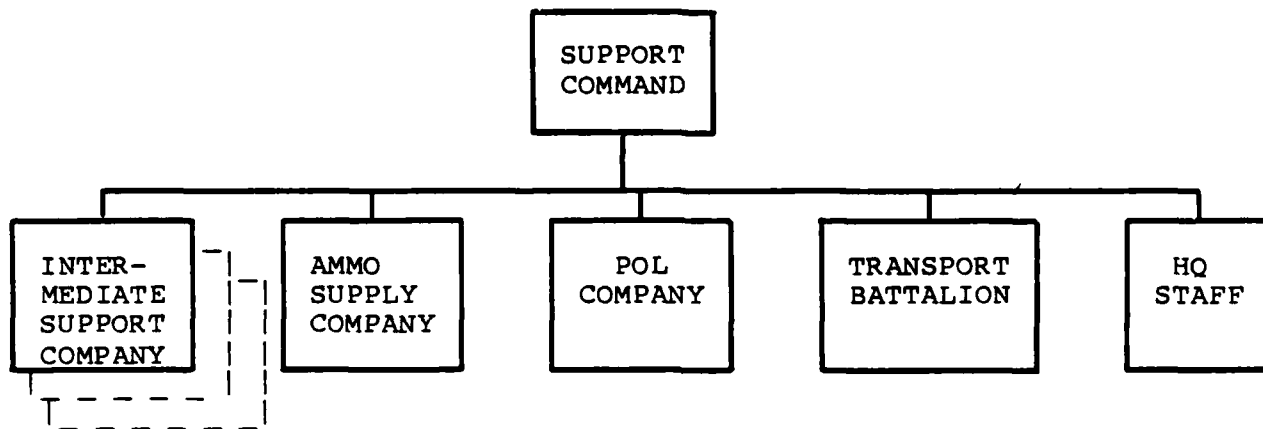 SUPPORT
COMMAND
INTER-
MEDIATE
SUPPORT
COMPANY
AMMO
SUPPLY
COMPANY
POL
COMPANY
TRANSPORT
BATTALION
HQ
STAFF